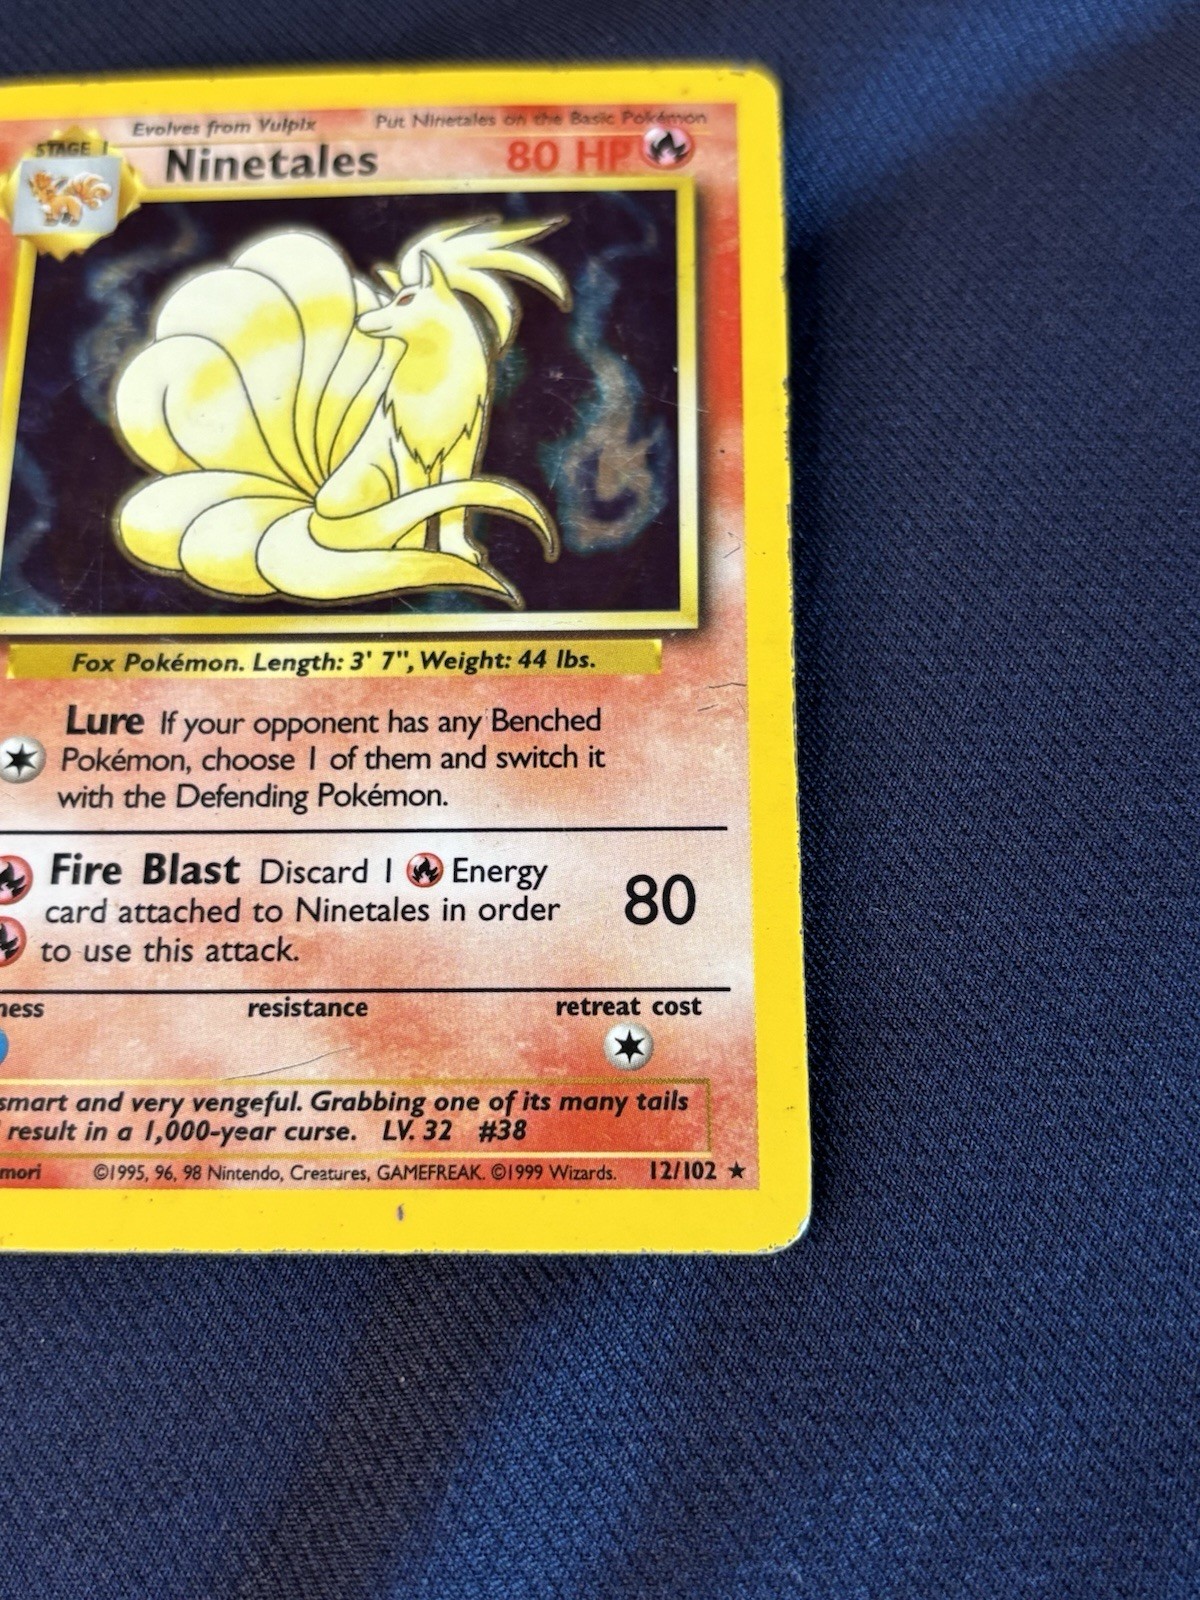 Evolves from Vulpix
Put Ninetales on the Basic Pokémon
STAGE 1
Ninetales
80 HP
Fox Pokémon. Length: 3' 7", Weight: 44 lbs.
Lure If your opponent has any Benched
Pokémon, choose 1 of them and switch it
with the Defending Pokémon.
Fire Blast Discard 1 Energy
card attached to Ninetales in order
to use this attack.
80
ness
resistance
retreat cost
smart and very vengeful. Grabbing one of its many tails
result in a 1,000-year curse. LV. 32 #38
mori
©1995, 96, 98 Nintendo, Creatures, GAMEFREAK. ©1999 Wizards.
12/102 ★